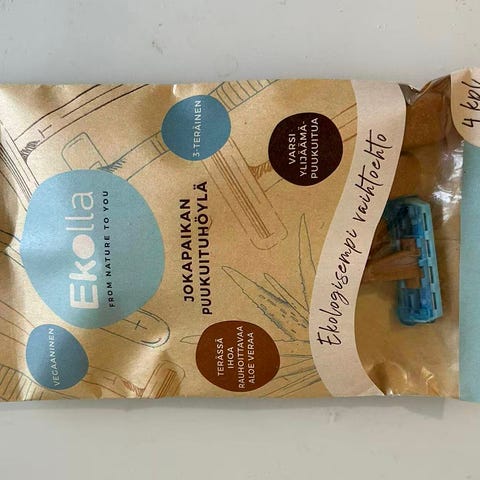 VEGAANINEN
Ekolla
FROM NATURE TO YOU
3-TERÄINEN
JOKAPAIKAN
PUUKUITUHÖYLÄ
TERÄSSÄ
IHOA
RAUHOITTAVAA
ALOE VERAA
VARSI
YLIJÄÄMÄ-
PUUKUITUA
Ekologisempi vaihtoehto
4 kpl